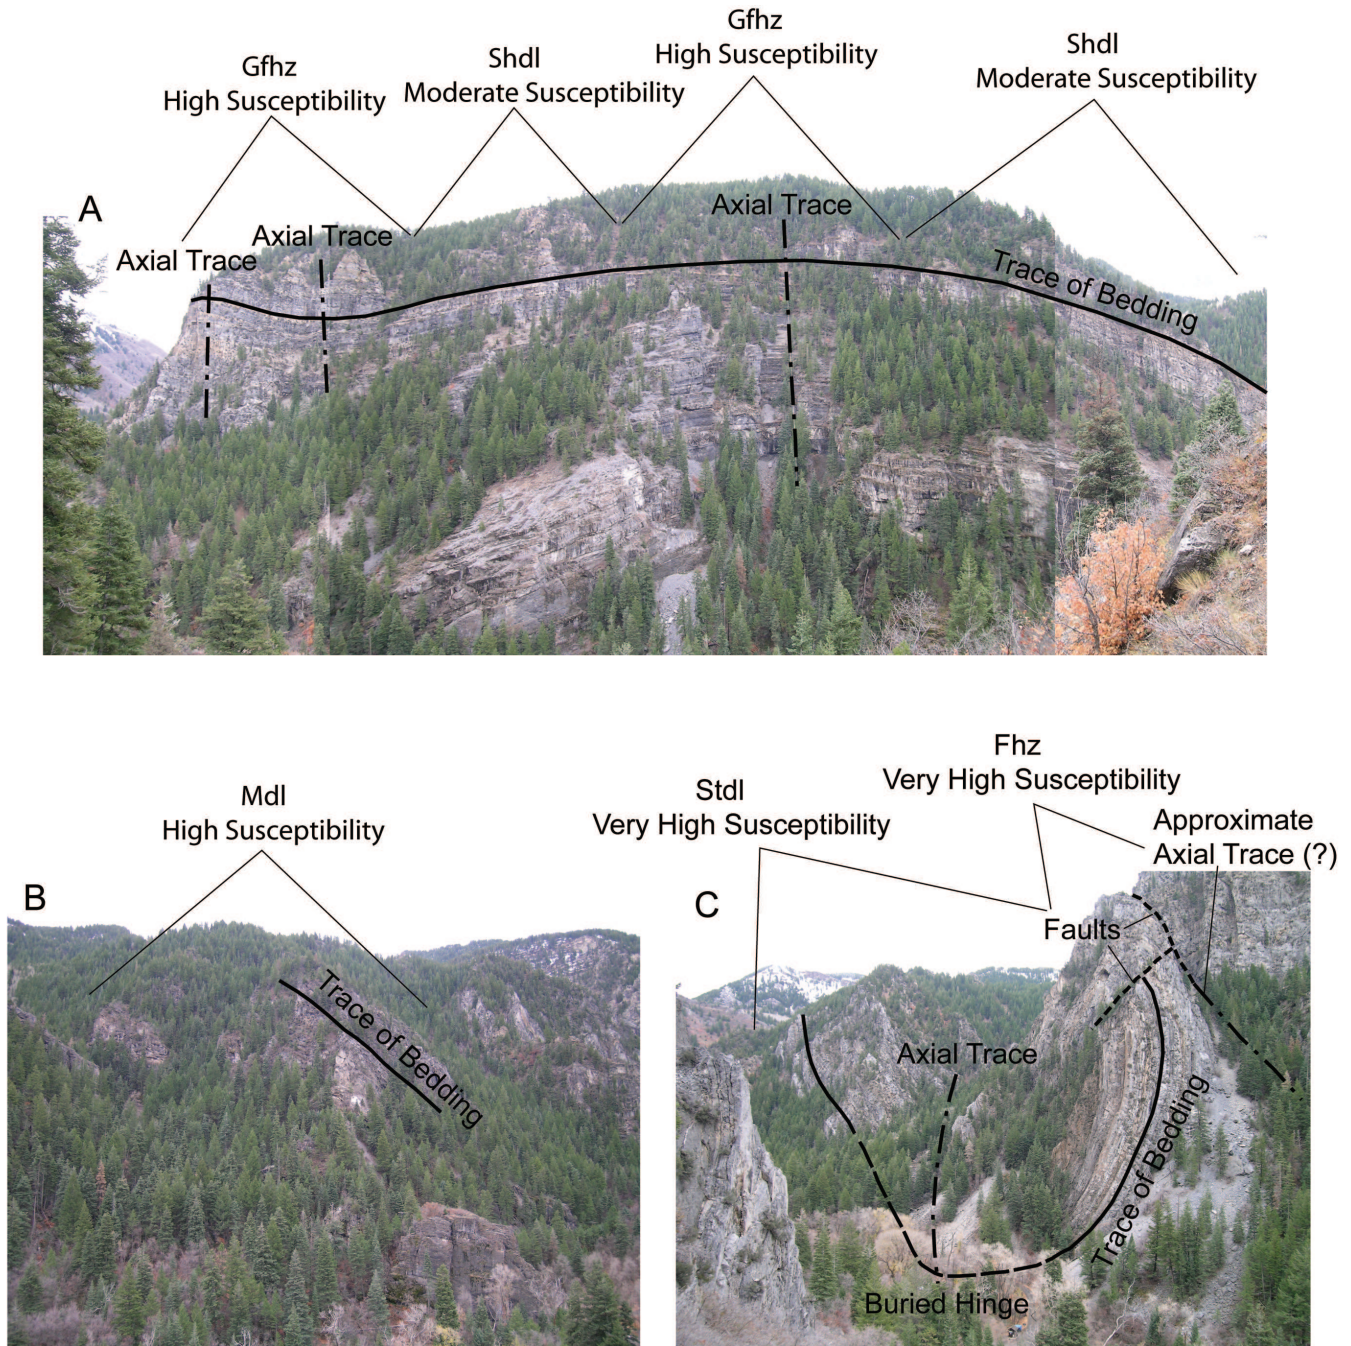 Gfhz
High Susceptibility
Shdl
Moderate Susceptibility
Gfhz
High Susceptibility
Shdl
Moderate Susceptibility
A
Axial Trace
Axial Trace
Axial Trace
Trace of Bedding
Mdl
High Susceptibility
B
Trace of Bedding
Stdl
Very High Susceptibility
Fhz
Very High Susceptibility
Approximate
Axial Trace (?)
C
Faults
Axial Trace
Trace of Bedding
Buried Hinge